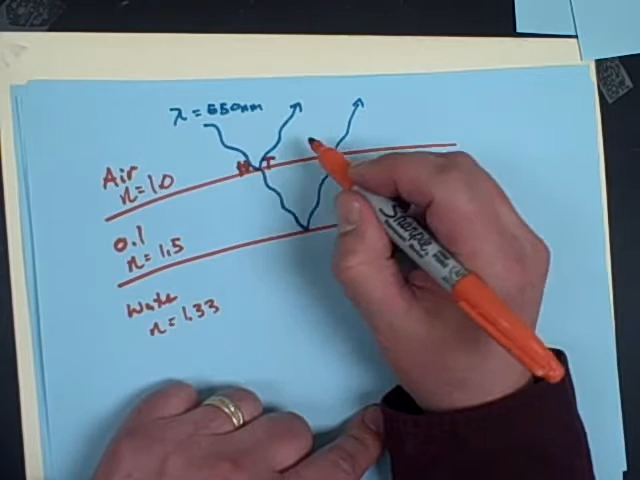 λ = 550nm
Air
n = 1.0
0.1
n = 1.5
Water
n = 1.33
Sharpie